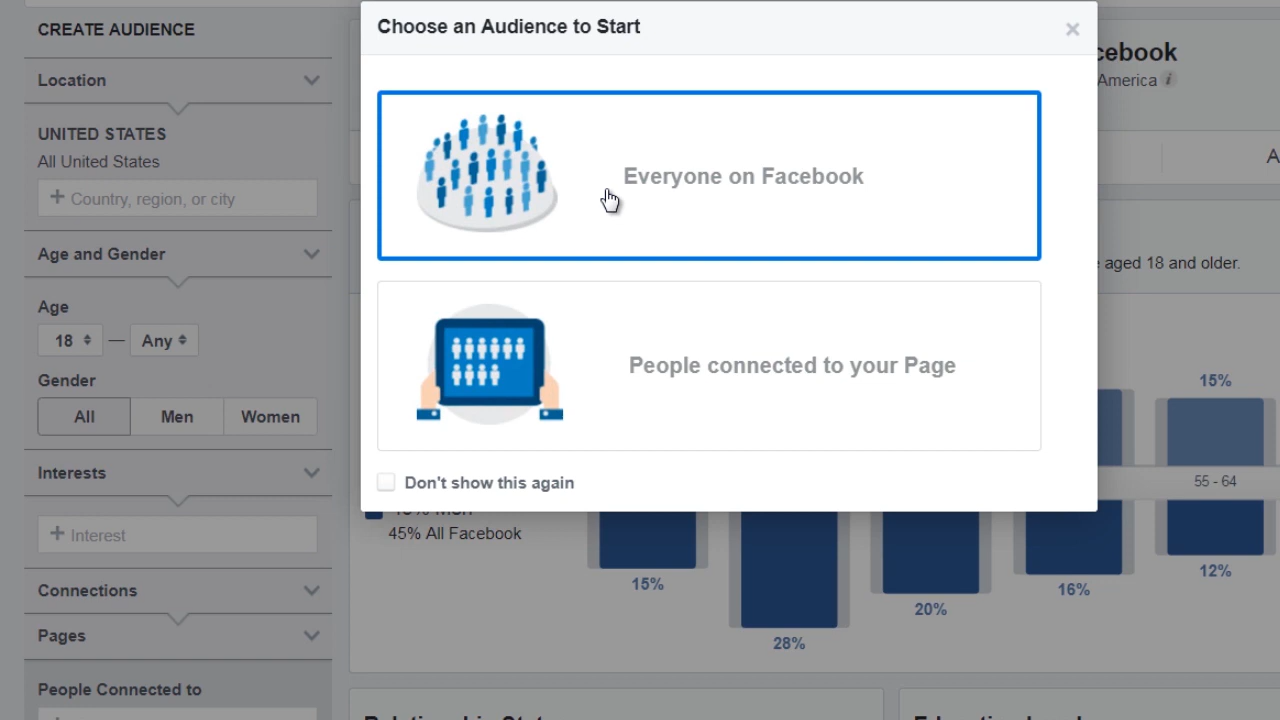 CREATE AUDIENCE
Location
UNITED STATES
All United States
+ Country, region, or city
Age and Gender
Age
18 — Any
Gender
All Men Women
Interests
+ Interest
Connections
Pages
People Connected to
Choose an Audience to Start
×
Everyone on Facebook
People connected to your Page
Don't show this again
cebook
America i
A
aged 18 and older.
15%
55 - 64
Men
45% All Facebook
15%
28%
20%
16%
12%